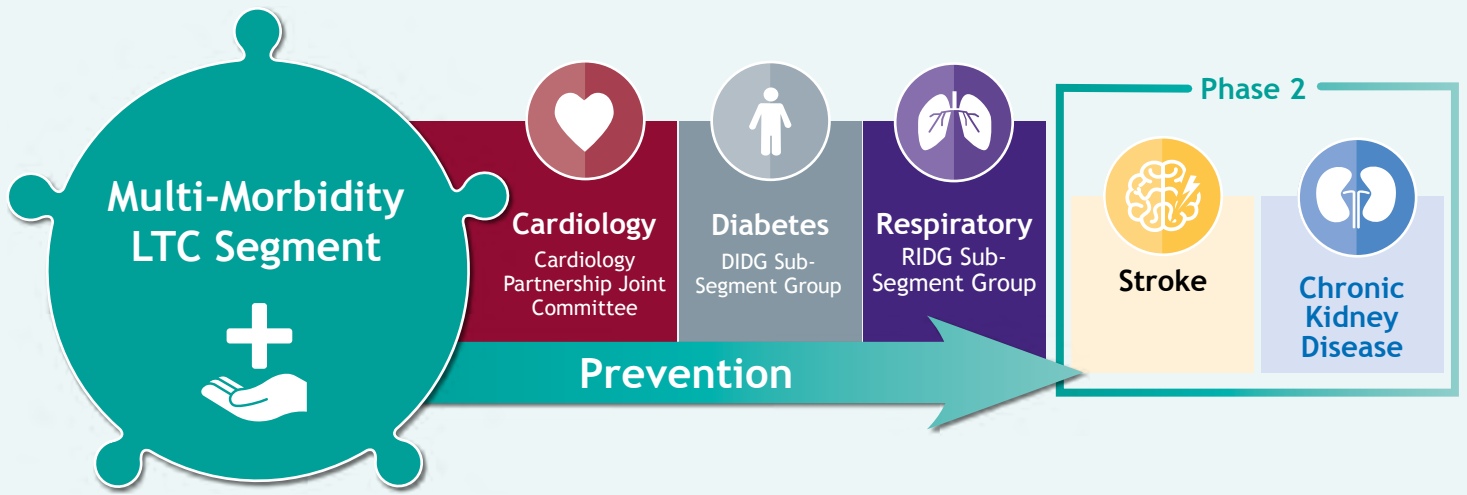 Multi-Morbidity
LTC Segment
Cardiology
Cardiology
Partnership Joint
Committee
Diabetes
DIDG Sub-
Segment Group
Respiratory
RIDG Sub-
Segment Group
Prevention
Phase 2
Stroke
Chronic
Kidney
Disease